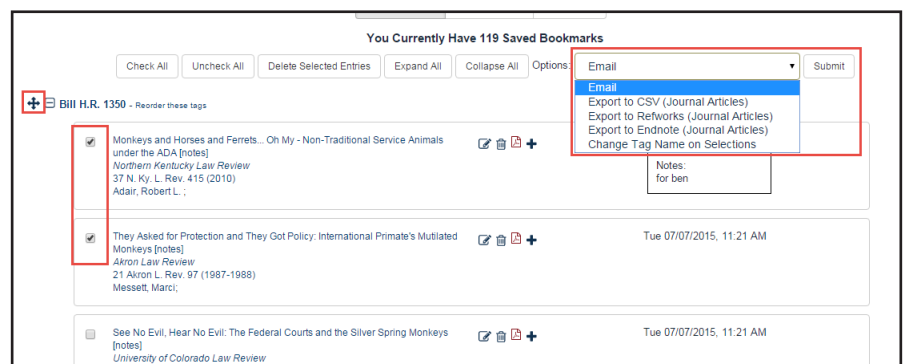 You Currently Have 119 Saved Bookmarks
Check All Uncheck All Delete Selected Entries Expand All Collapse All Options: Email Submit
Email
Export to CSV (Journal Articles)
Export to Refworks (Journal Articles)
Export to Endnote (Journal Articles)
Change Tag Name on Selections
Bill H.R. 1350 - Reorder these tags
Monkeys and Horses and Ferrets... Oh My - Non-Traditional Service Animals
under the ADA [notes]
Northern Kentucky Law Review
37 N. Ky. L. Rev. 415 (2010)
Adair, Robert L. ;
Notes:
for ben
They Asked for Protection and They Got Policy: International Primate's Mutilated
Monkeys [notes]
Akron Law Review
21 Akron L. Rev. 97 (1987-1988)
Messett, Marci;
Tue 07/07/2015, 11:21 AM
See No Evil, Hear No Evil: The Federal Courts and the Silver Spring Monkeys
[notes]
University of Colorado Law Review
Tue 07/07/2015, 11:21 AM